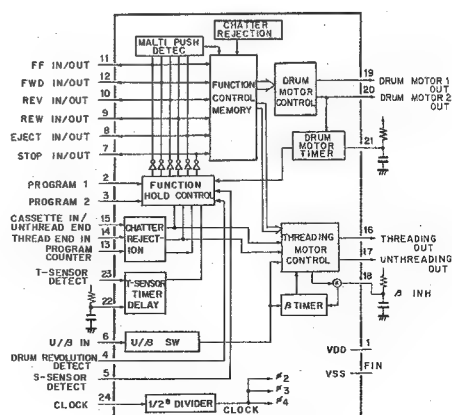 CHATTER
REJECTION
MALTI PUSH
DETEC
FF IN/OUT 11
FWD IN/OUT 12
REV IN/OUT 10
REW IN/OUT 9
EJECT IN/OUT 8
STOP IN/OUT 7
FUNCTION
CONTROL
MEMORY
DRUM
MOTOR
CONTROL
19 DRUM MOTOR 1
OUT
20 DRUM MOTOR 2
OUT
DRUM
MOTOR
TIMER
21
PROGRAM 1 2
PROGRAM 2 3
FUNCTION
HOLD CONTROL
CASSETTE IN/ 15
UNTHREAD END
THREAD END IN 14
PROGRAM 13
COUNTER
CHATTER
REJECT-
ION
THREADING
MOTOR
CONTROL
16 THREADING
OUT
17 UNTHREADING
OUT
18
β INH
T-SENSOR 23
DETECT
22
T-SENSOR
TIMER
DELAY
β TIMER
U/β IN 6
U/β SW
DRUM REVOLUTION 4
DETECT
S-SENSOR 5
DETECT
VDD 1
VSS FIN
CLOCK 24
1/2ⁿ DIVIDER
CLOCK
ø2
ø3
ø4